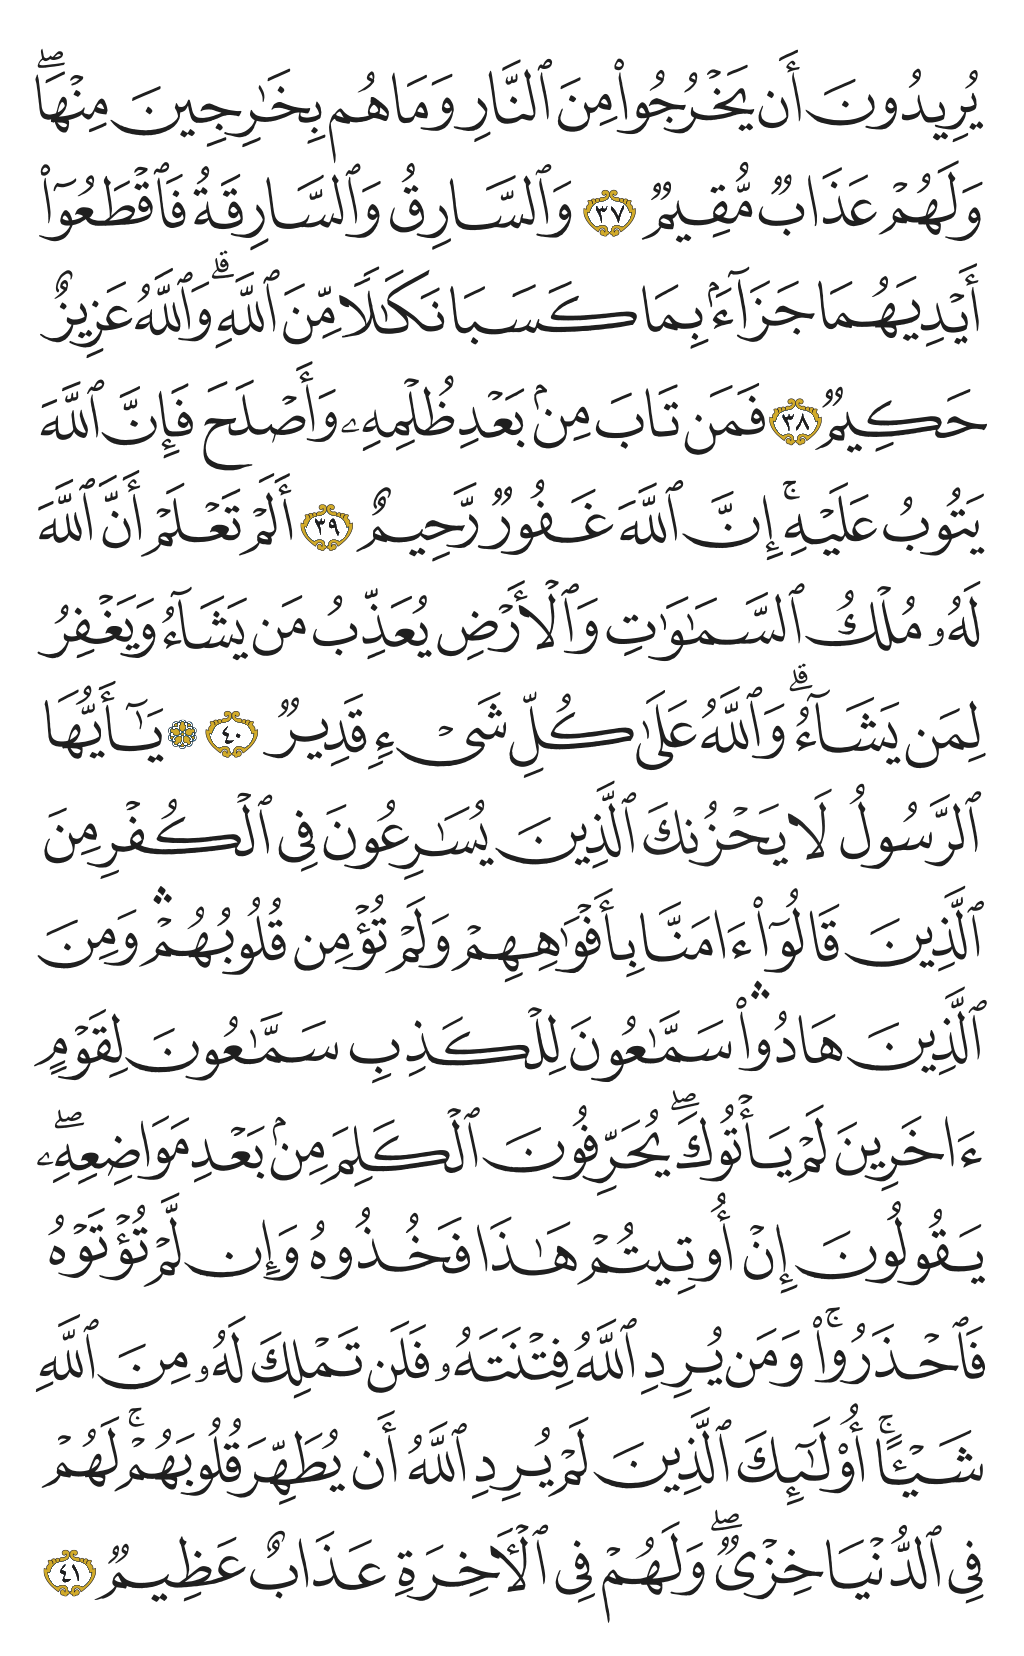 يُرِيدُونَ أَن يَخۡرُجُواْ مِنَ ٱلنَّارِ وَمَا هُم بِخَٰرِجِينَ مِنۡهَاۖ
وَلَهُمۡ عَذَابٞ مُّقِيمٞ ٣٧ وَٱلسَّارِقُ وَٱلسَّارِقَةُ فَٱقۡطَعُوٓاْ
أَيۡدِيَهُمَا جَزَآءَۢ بِمَا كَسَبَا نَكَٰلٗا مِّنَ ٱللَّهِۗ وَٱللَّهُ عَزِيزٌ
حَكِيمٞ ٣٨ فَمَن تَابَ مِنۢ بَعۡدِ ظُلۡمِهِۦ وَأَصۡلَحَ فَإِنَّ ٱللَّهَ
يَتُوبُ عَلَيۡهِۚ إِنَّ ٱللَّهَ غَفُورٞ رَّحِيمٌ ٣٩ أَلَمۡ تَعۡلَمۡ أَنَّ ٱللَّهَ
لَهُۥ مُلۡكُ ٱلسَّمَٰوَٰتِ وَٱلۡأَرۡضِ يُعَذِّبُ مَن يَشَآءُ وَيَغۡفِرُ
لِمَن يَشَآءُۗ وَٱللَّهُ عَلَىٰ كُلِّ شَيۡءٖ قَدِيرٞ ٤٠ ۞ يَٰٓأَيُّهَا
ٱلرَّسُولُ لَا يَحۡزُنكَ ٱلَّذِينَ يُسَٰرِعُونَ فِي ٱلۡكُفۡرِ مِنَ
ٱلَّذِينَ قَالُوٓاْ ءَامَنَّا بِأَفۡوَٰهِهِمۡ وَلَمۡ تُؤۡمِن قُلُوبُهُمۡۛ وَمِنَ
ٱلَّذِينَ هَادُواْۛ سَمَّٰعُونَ لِلۡكَذِبِ سَمَّٰعُونَ لِقَوۡمٍ
ءَاخَرِينَ لَمۡ يَأۡتُوكَۖ يُحَرِّفُونَ ٱلۡكَلِمَ مِنۢ بَعۡدِ مَوَاضِعِهِۦۖ
يَقُولُونَ إِنۡ أُوتِيتُمۡ هَٰذَا فَخُذُوهُ وَإِن لَّمۡ تُؤۡتَوۡهُ
فَٱحۡذَرُواْۚ وَمَن يُرِدِ ٱللَّهُ فِتۡنَتَهُۥ فَلَن تَمۡلِكَ لَهُۥ مِنَ ٱللَّهِ
شَيۡـًٔاۚ أُوْلَٰٓئِكَ ٱلَّذِينَ لَمۡ يُرِدِ ٱللَّهُ أَن يُطَهِّرَ قُلُوبَهُمۡۚ لَهُمۡ
فِي ٱلدُّنۡيَا خِزۡيٞۖ وَلَهُمۡ فِي ٱلۡأٓخِرَةِ عَذَابٌ عَظِيمٞ ٤١